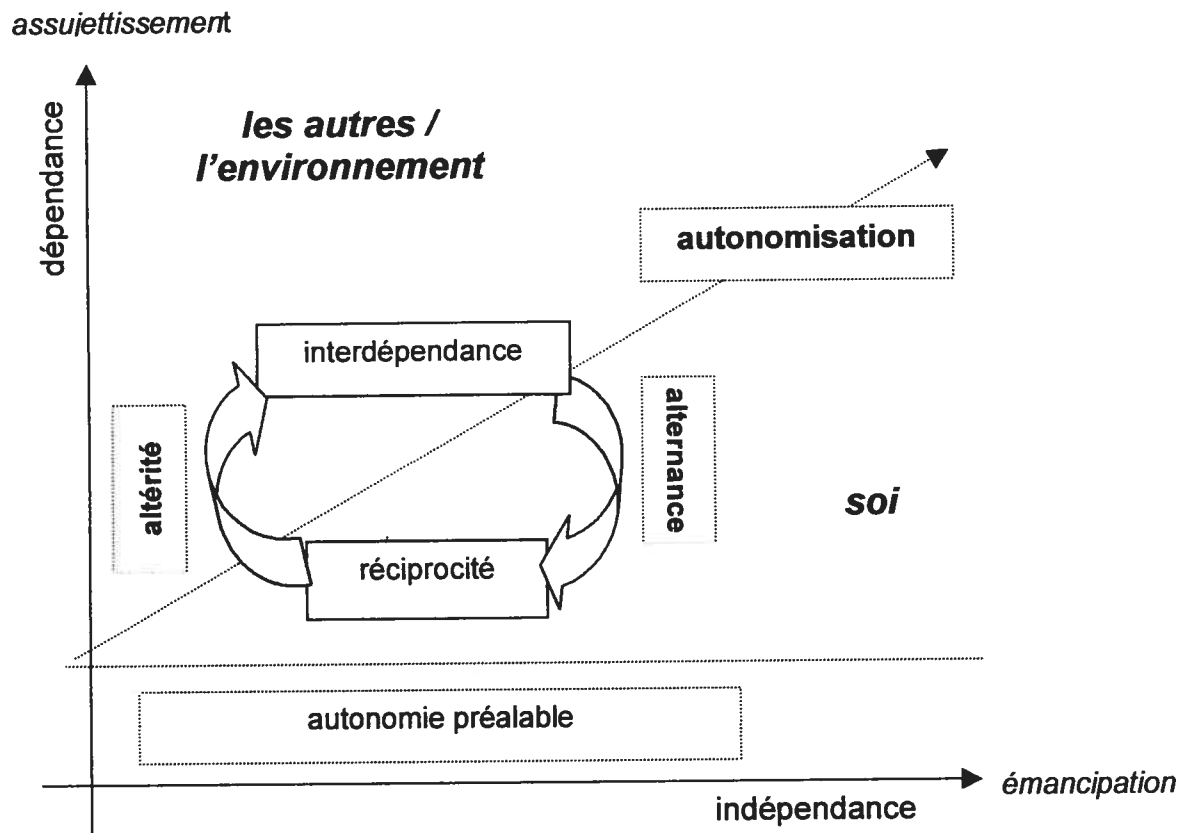 assujettissement
dépendance
les autres /
l'environnement
autonomisation
interdépendance
altérité
alternance
soi
réciprocité
autonomie préalable
émancipation
indépendance